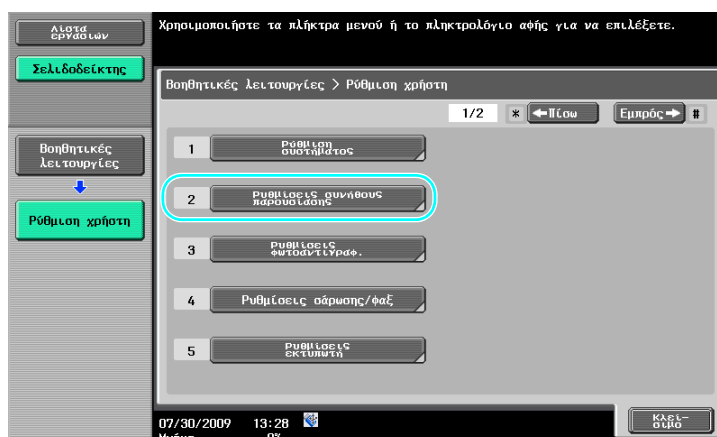 Λίστα
εργασιών
Χρησιμοποιήστε τα πλήκτρα μενού ή το πληκτρολόγιο αφής για να επιλέξετε.
Σελιδοδείκτης
Βοηθητικές λειτουργίες > Ρύθμιση χρήστη
1/2 * ←Πίσω Εμπρός→ #
Βοηθητικές
λειτουργίες
Ρύθμιση χρήστη
1 Ρύθμιση
συστήματος
2 Ρυθμίσεις συνήθους
παρουσίασης
3 Ρυθμίσεις
φωτοαντιγραφ.
4 Ρυθμίσεις σάρωσης/φαξ
5 Ρυθμίσεις
εκτυπωτή
07/30/2009 13:28
Μνήμη 0%
Κλεί-
σιμο